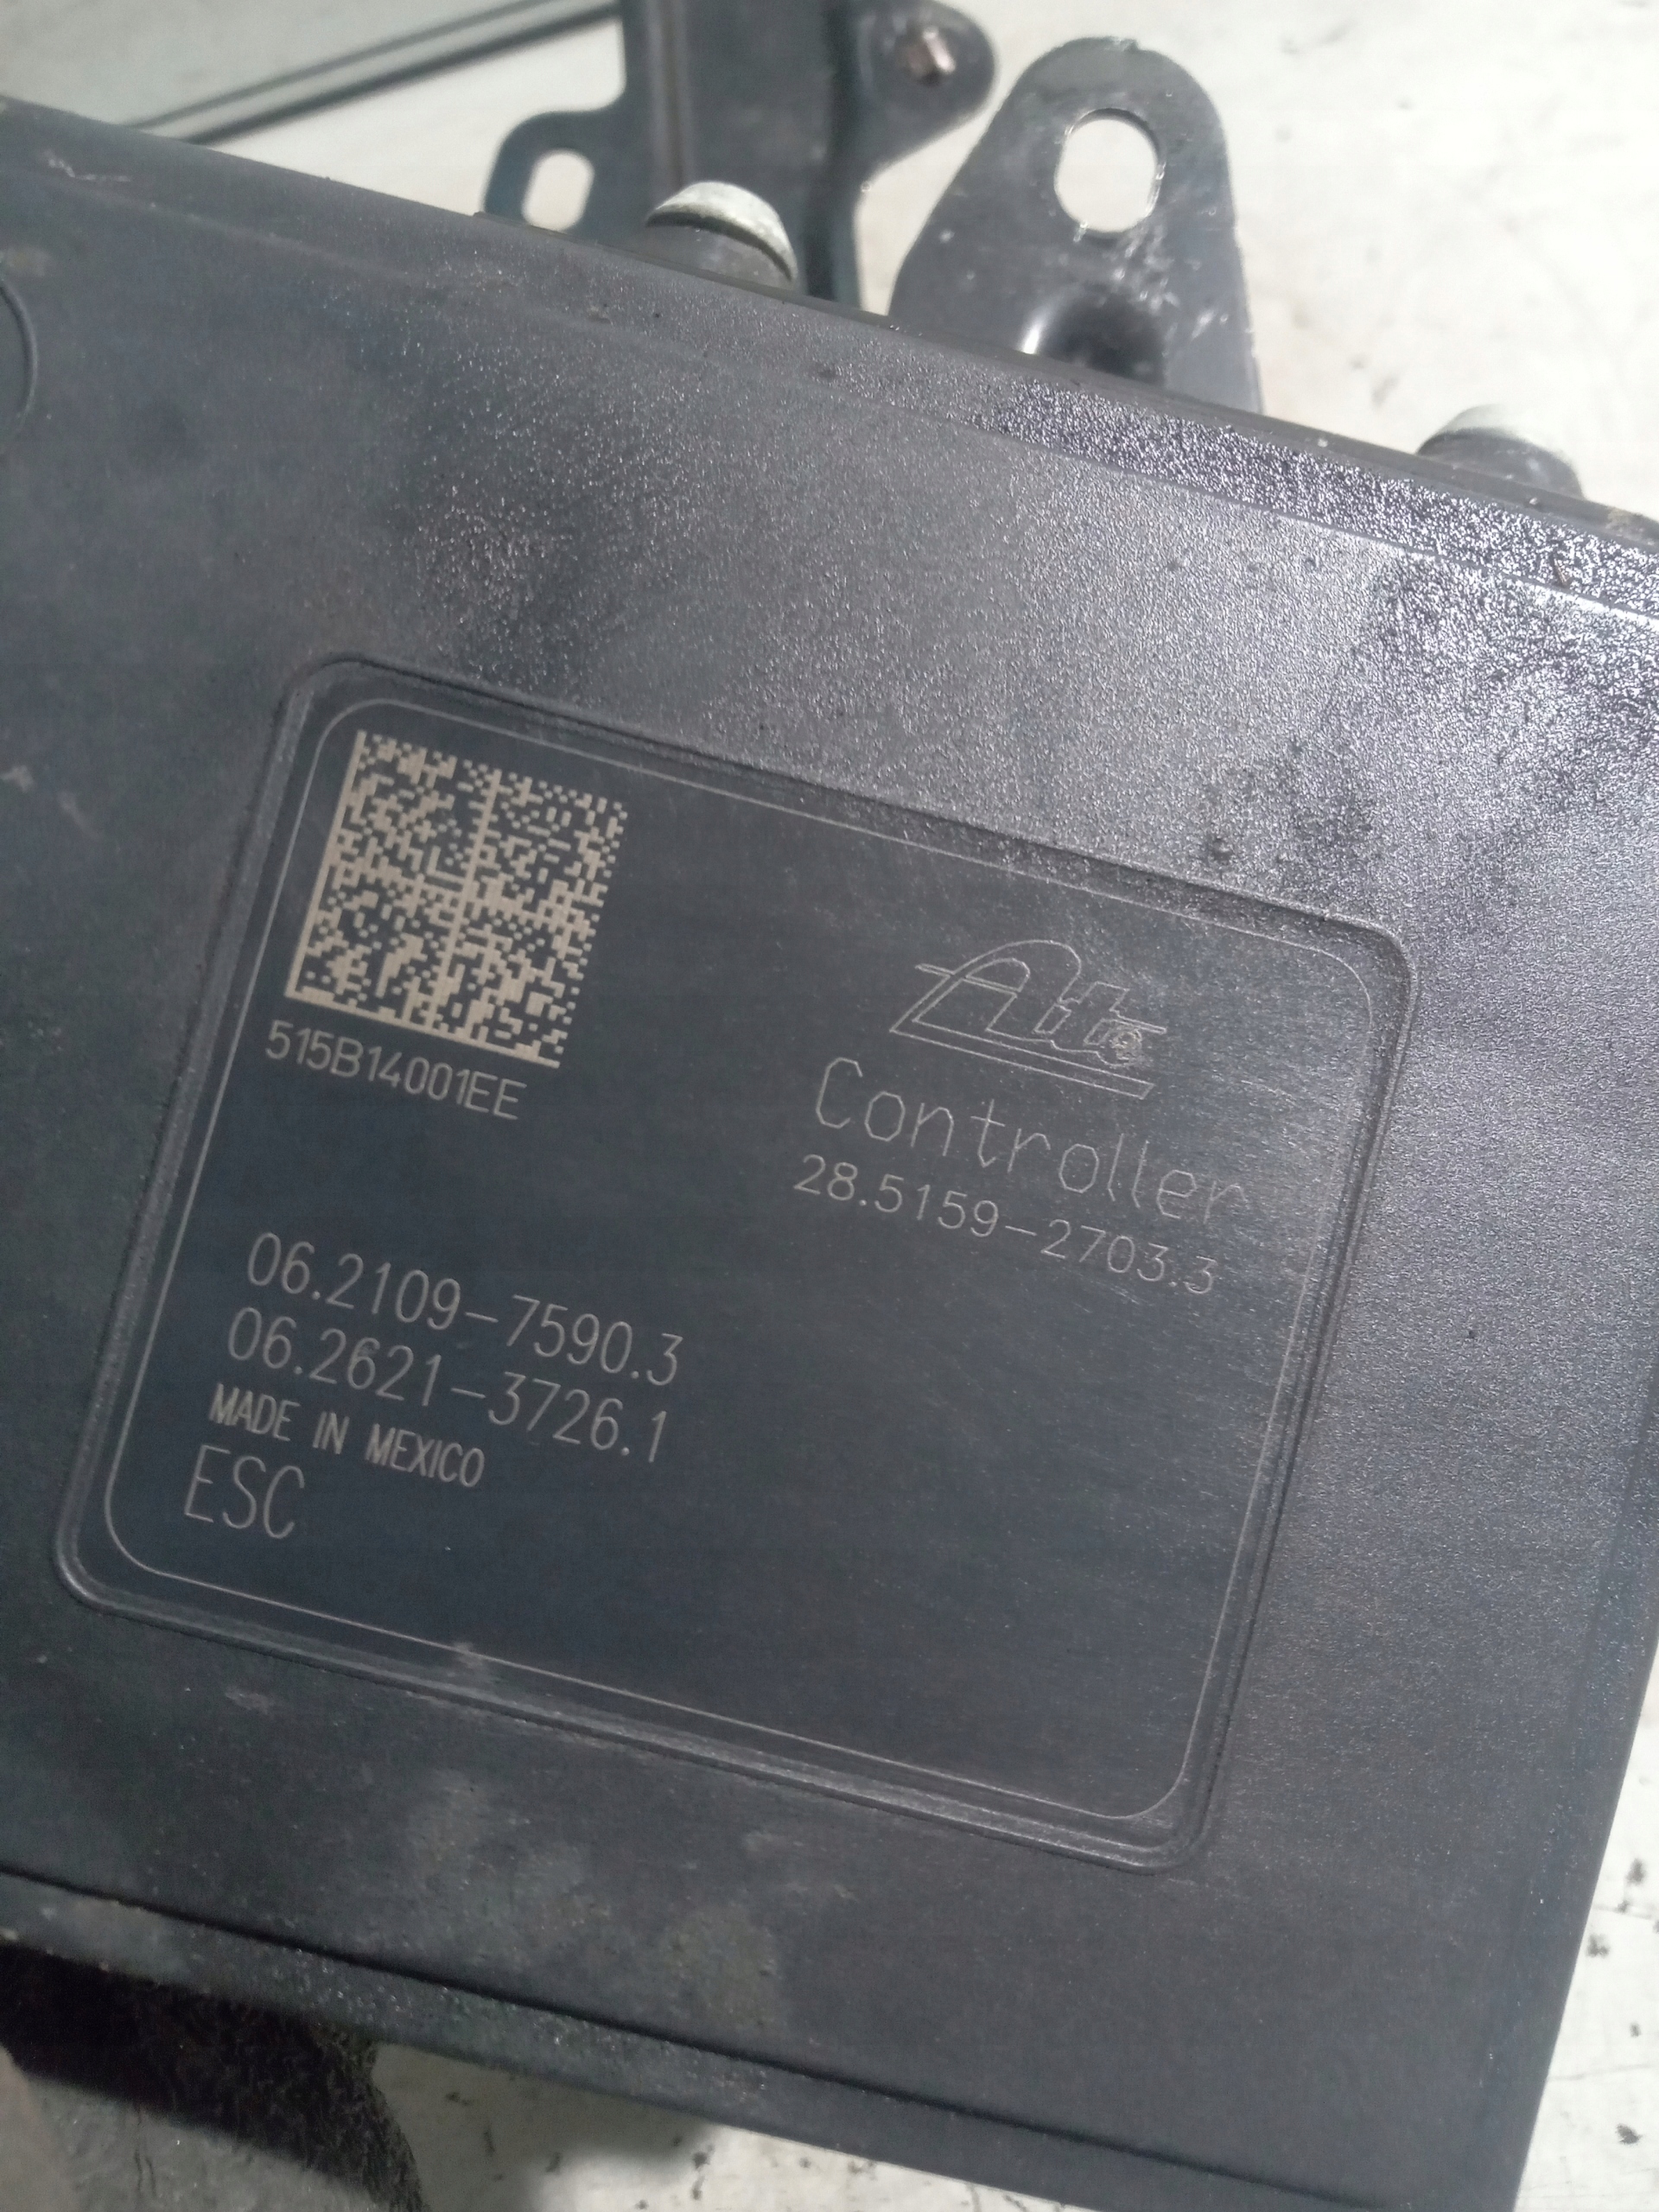 515B14001EE
Ate
Controller
28.5159-2703.3
06.2109-7590.3
06.2621-3726.1
MADE IN MEXICO
ESC